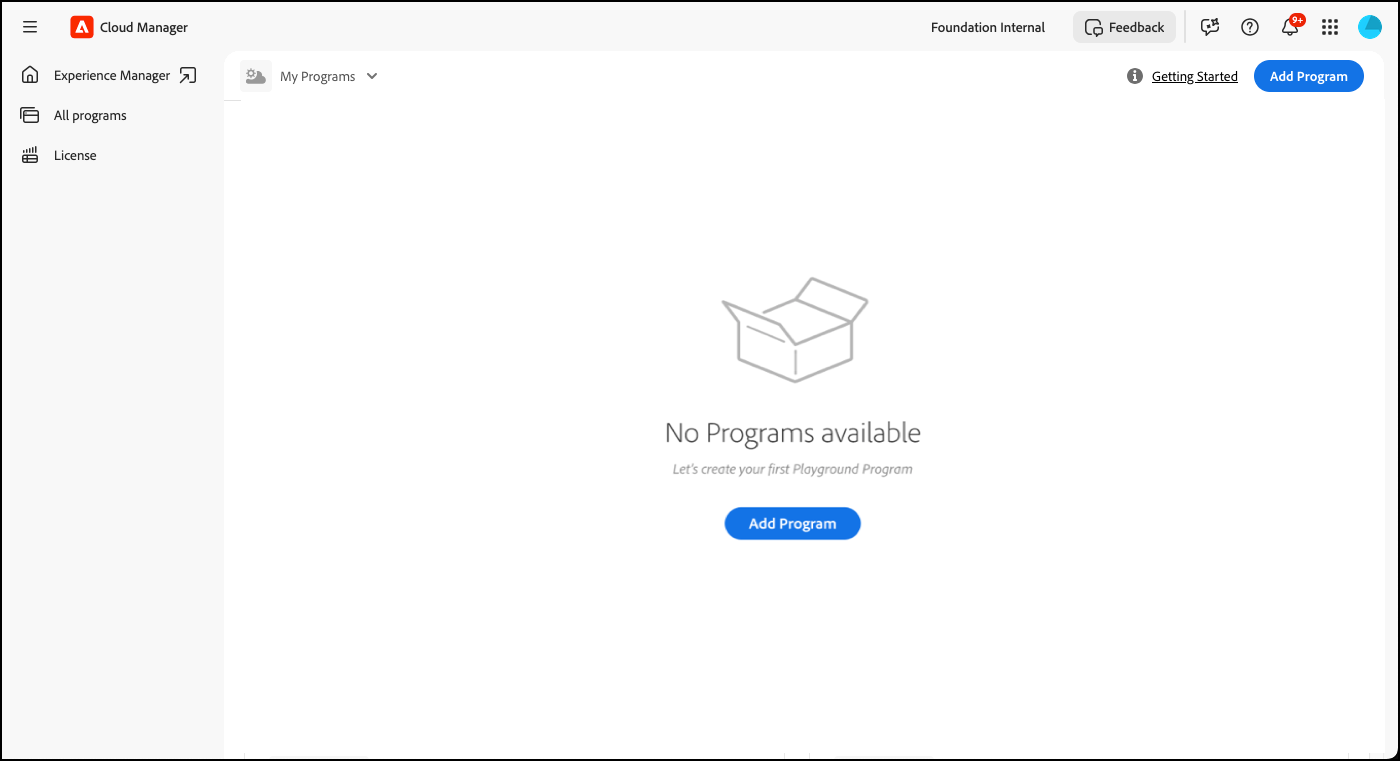 Cloud Manager
Foundation Internal
Feedback
9+
Experience Manager
All programs
License
My Programs
Getting Started
Add Program
No Programs available
Let's create your first Playground Program
Add Program